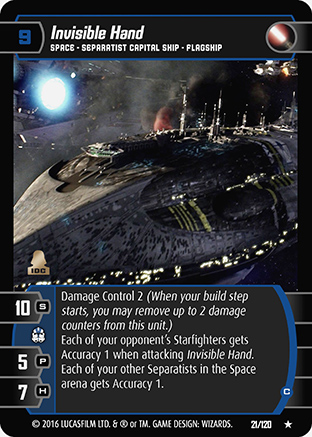 9
Invisible Hand
SPACE - SEPARATIST CAPITAL SHIP - FLAGSHIP
IDC
10 S
5 P
7 H
Damage Control 2 (When your build step
starts, you may remove up to 2 damage
counters from this unit.)
Each of your opponent's Starfighters gets
Accuracy 1 when attacking Invisible Hand.
Each of your other Separatists in the Space
arena gets Accuracy 1.
C
© 2016 LUCASFILM LTD. & ® OR TM. GAME DESIGN: WIZARDS.
21/120